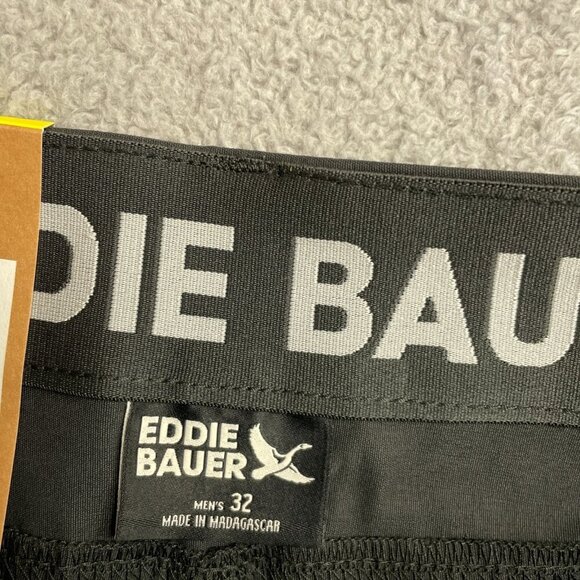 DIE BAU
EDDIE
BAUER
MEN'S 32
MADE IN MADAGASCAR